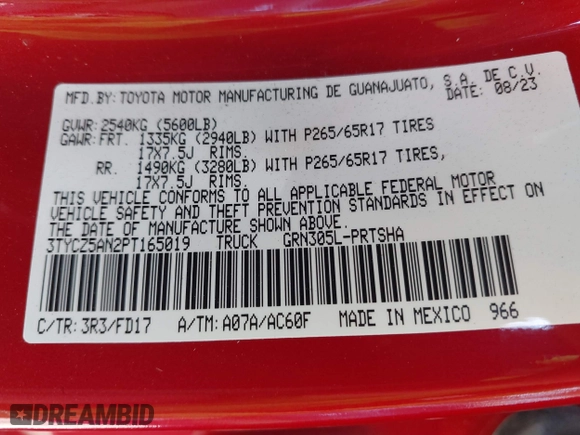 MFD.BY: TOYOTA MOTOR MANUFACTURING DE GUANAJUATO, S.A. DE C.V.
DATE: 08/23
GVWR: 2540KG (5600LB)
GAWR: FRT. 1335KG (2940LB) WITH P265/65R17 TIRES
17X7.5J RIMS.
RR. 1490KG (3280LB) WITH P265/65R17 TIRES,
17X7.5J RIMS.
THIS VEHICLE CONFORMS TO ALL APPLICABLE FEDERAL MOTOR
VEHICLE SAFETY AND THEFT PREVENTION STANDARDS IN EFFECT ON
THE DATE OF MANUFACTURE SHOWN ABOVE.
3TYCZ5AN2PT165019 TRUCK GRN305L-PRTSHA
C/TR: 3R3/FD17 A/TM: A07A/AC60F MADE IN MEXICO 966
DREAMBID